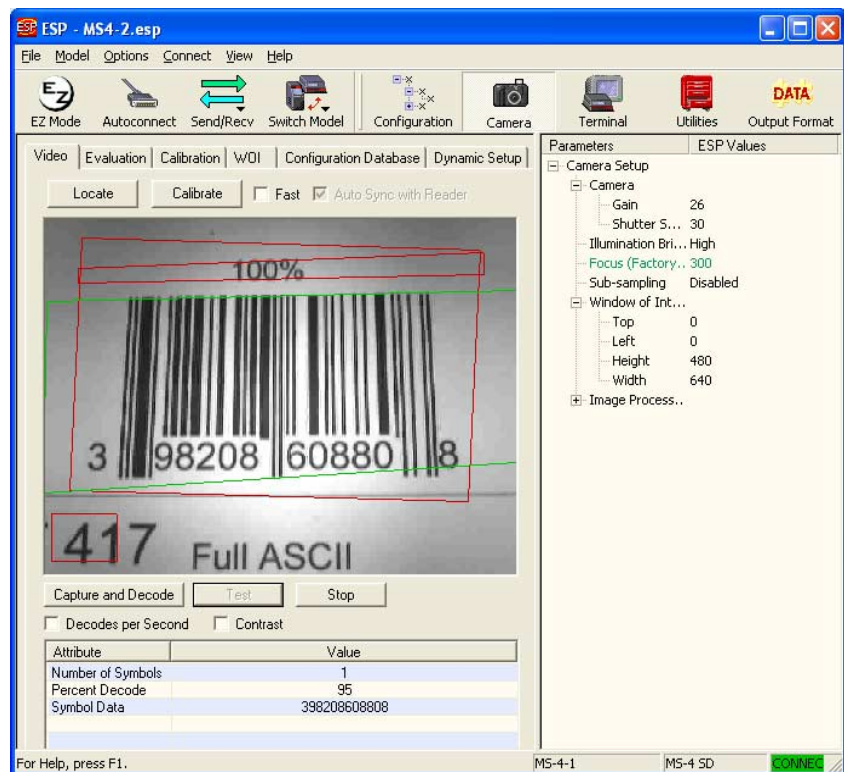 ESP - MS4-2.esp
File Model Options Connect View Help
EZ Mode Autoconnect Send/Recv Switch Model Configuration Camera Terminal Utilities Output Format
DATA
Video Evaluation Calibration WOI Configuration Database Dynamic Setup
Locate Calibrate Fast Auto Sync with Reader
100%
3 98208 60880 8
417 Full ASCII
Capture and Decode Test Stop
Decodes per Second Contrast
Attribute Value
Number of Symbols 1
Percent Decode 95
Symbol Data 398208608808
Parameters ESP Values
Camera Setup
Camera
Gain 26
Shutter S... 30
Illumination Bri... High
Focus (Factory.. 300
Sub-sampling Disabled
Window of Int...
Top 0
Left 0
Height 480
Width 640
Image Process..
For Help, press F1. MS-4-1 MS-4 SD CONNEC